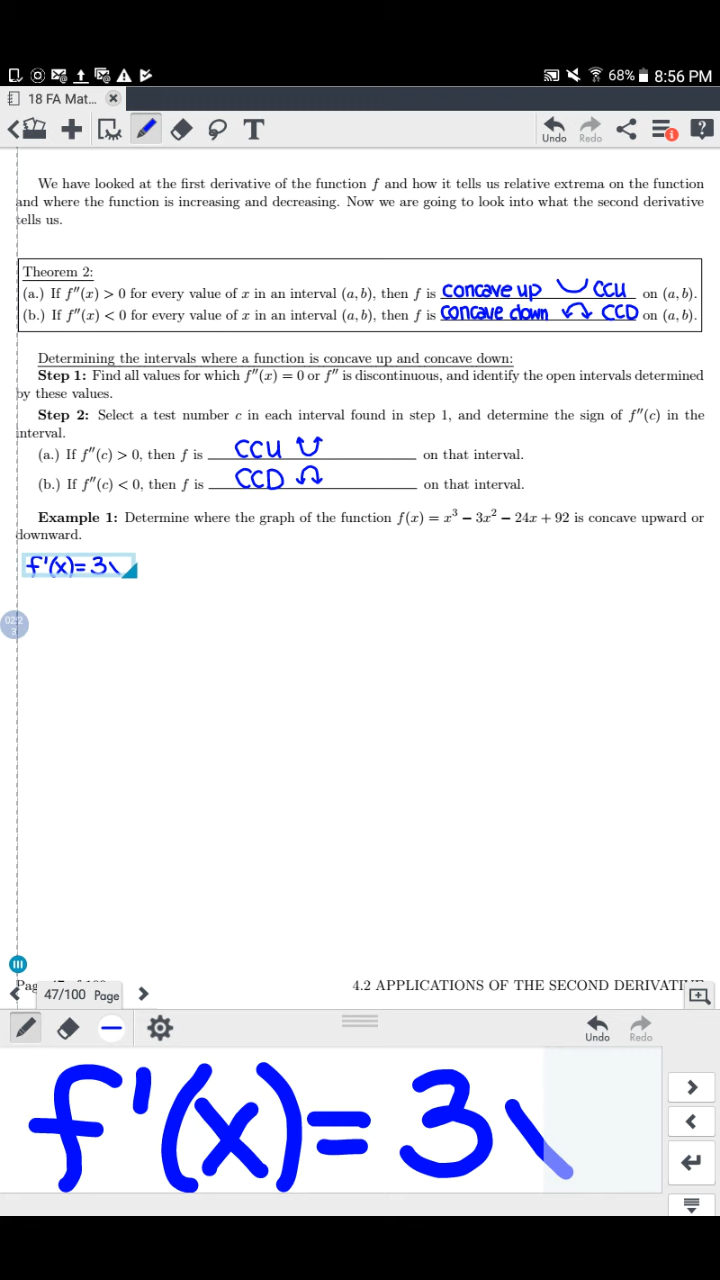 68% 8:56 PM
18 FA Mat...
T Undo Redo
We have looked at the first derivative of the function f and how it tells us relative extrema on the function
and where the function is increasing and decreasing. Now we are going to look into what the second derivative
tells us.
Theorem 2:
(a.) If f″(x) > 0 for every value of x in an interval (a, b), then f is concave up CCU on (a, b).
(b.) If f″(x) < 0 for every value of x in an interval (a, b), then f is concave down CCD on (a, b).
Determining the intervals where a function is concave up and concave down:
Step 1: Find all values for which f″(x) = 0 or f″ is discontinuous, and identify the open intervals determined
by these values.
Step 2: Select a test number c in each interval found in step 1, and determine the sign of f″(c) in the
interval.
(a.) If f″(c) > 0, then f is CCU on that interval.
(b.) If f″(c) < 0, then f is CCD on that interval.
Example 1: Determine where the graph of the function f(x) = x³ − 3x² − 24x + 92 is concave upward or
downward.
f'(x)= 3\
4.2 APPLICATIONS OF THE SECOND DERIVATIVE
47/100 Page
Undo Redo
f'(x)= 3\